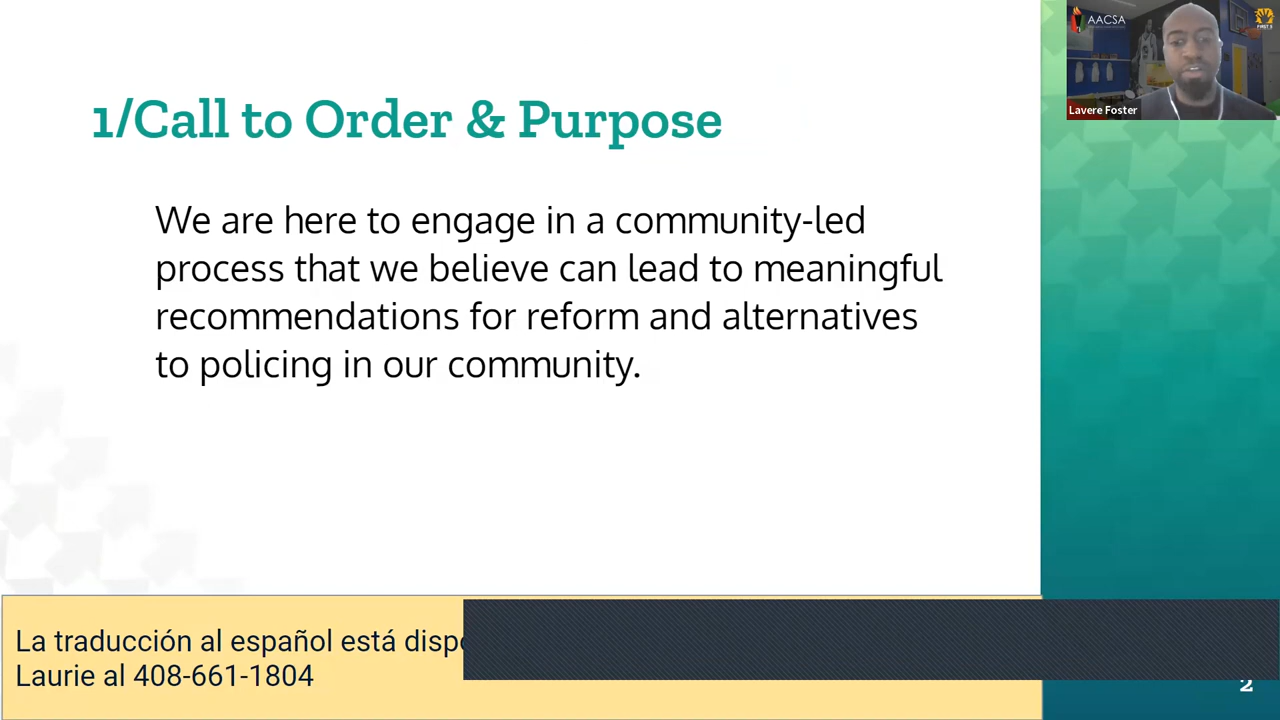 1/Call to Order & Purpose
We are here to engage in a community-led
process that we believe can lead to meaningful
recommendations for reform and alternatives
to policing in our community.
La traducción al español está
Laurie al 408-661-1804
AACSA
Lavere Foster
2